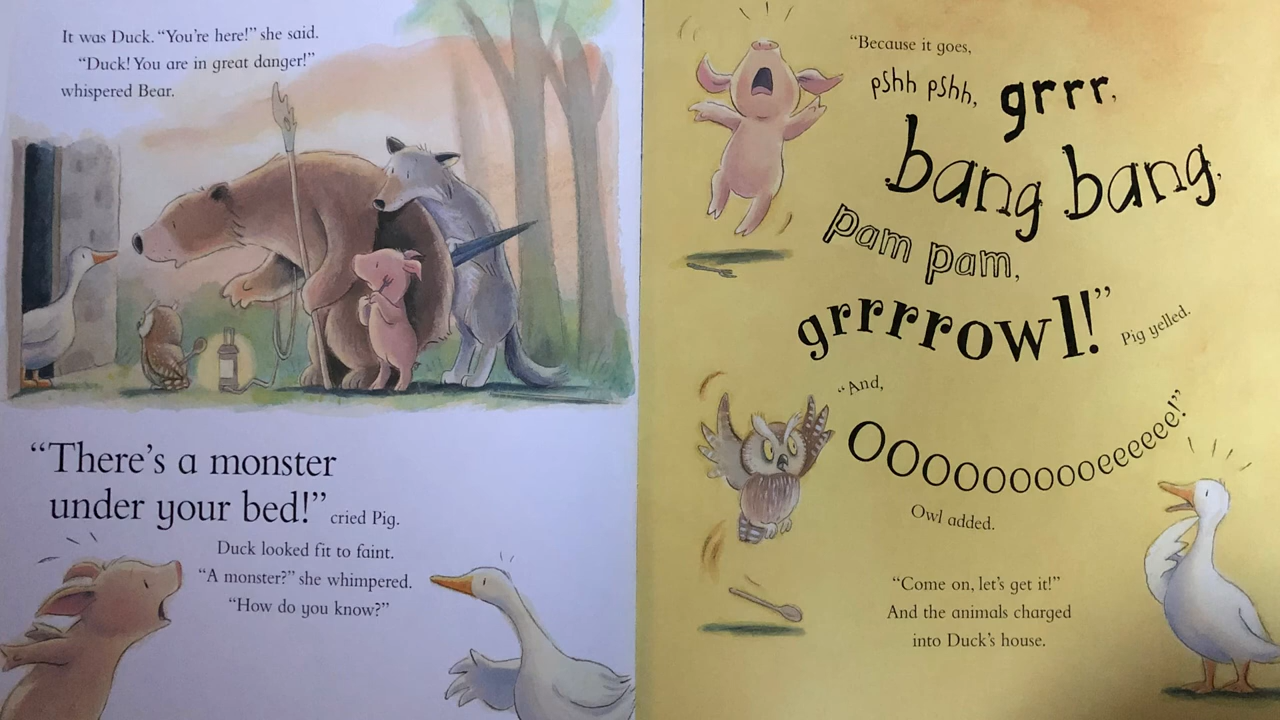 It was Duck. “You’re here!” she said.
“Duck! You are in great danger!”
whispered Bear.
“There’s a monster
under your bed!” cried Pig.
Duck looked fit to faint.
“A monster?” she whimpered.
“How do you know?”
“Because it goes,
pshh pshh, grrr,
bang bang,
pam pam,
grrrrowl!” Pig yelled.
“And,
Ooooooooooeeeeeee!”
Owl added.
“Come on, let’s get it!”
And the animals charged
into Duck’s house.